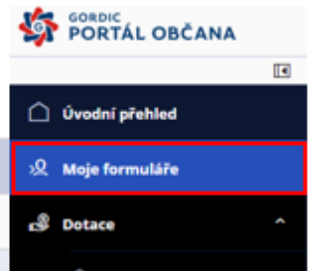 GORDIC
PORTÁL OBČANA
Úvodní přehled
Moje formuláře
Dotace